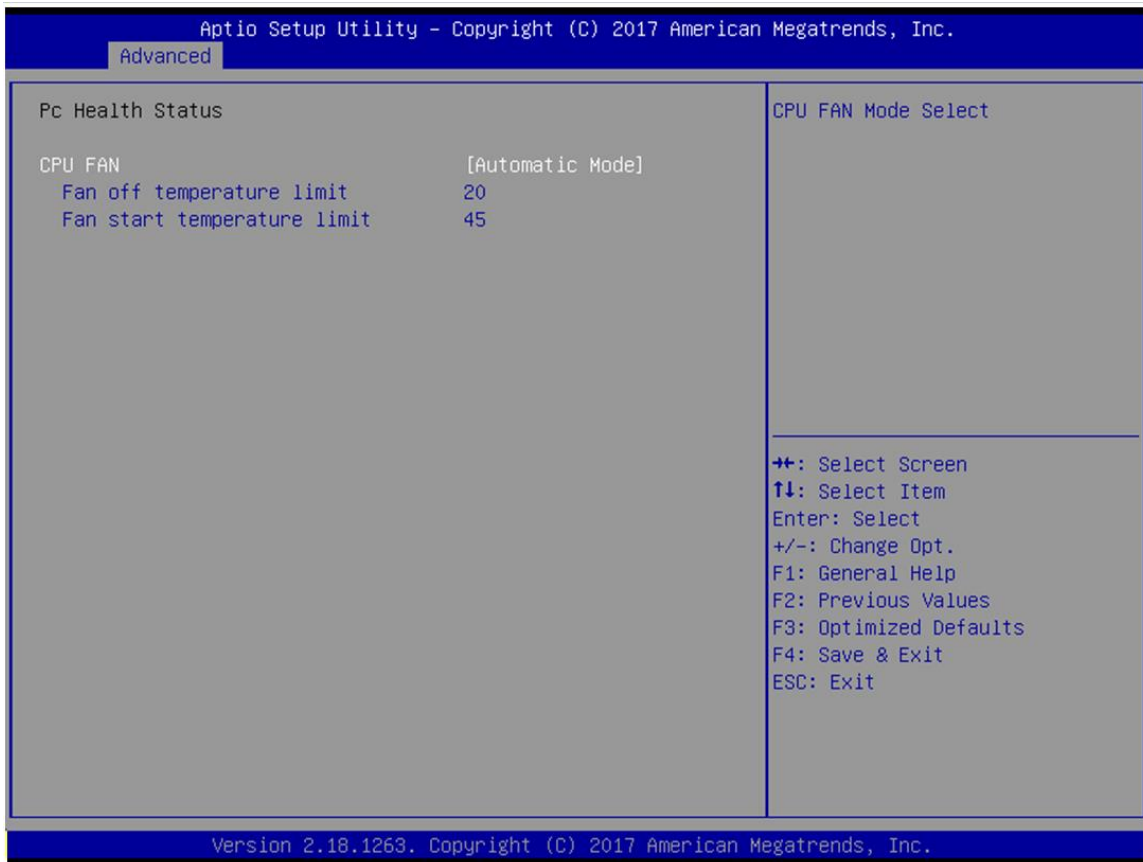 Aptio Setup Utility – Copyright (C) 2017 American Megatrends, Inc.
Advanced
Pc Health Status
CPU FAN [Automatic Mode]
Fan off temperature limit 20
Fan start temperature limit 45
CPU FAN Mode Select
→←: Select Screen
↑↓: Select Item
Enter: Select
+/-: Change Opt.
F1: General Help
F2: Previous Values
F3: Optimized Defaults
F4: Save & Exit
ESC: Exit
Version 2.18.1263. Copyright (C) 2017 American Megatrends, Inc.